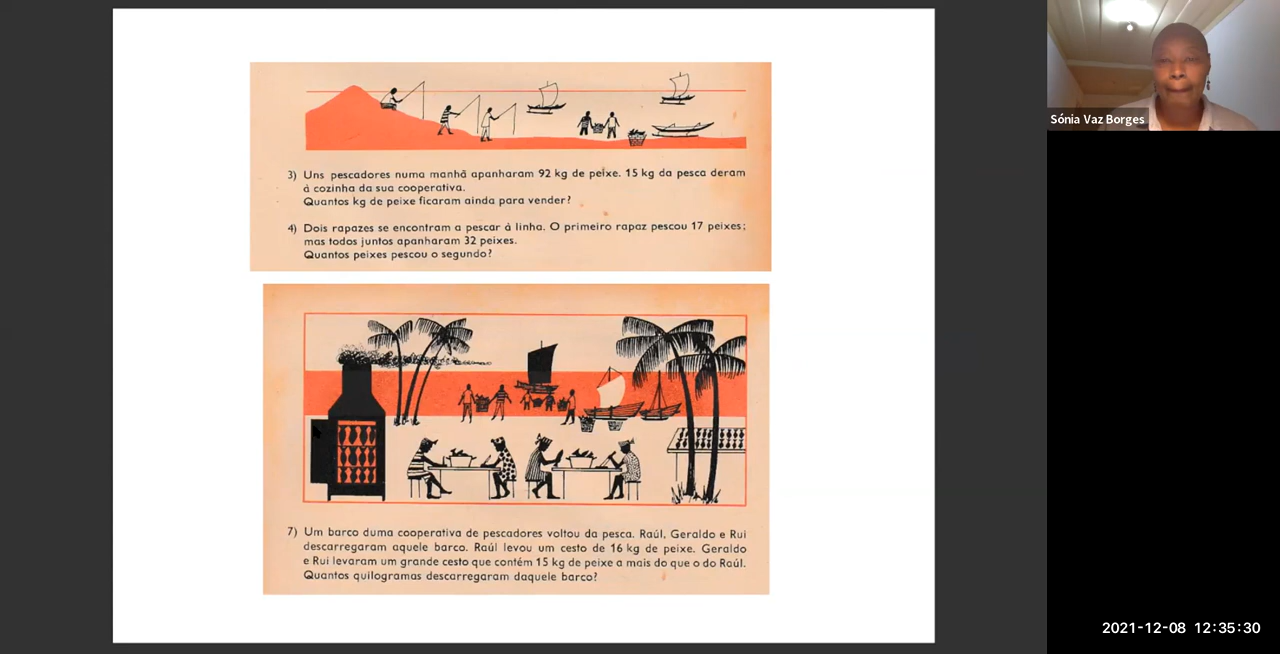 3) Uns pescadores numa manhã apanharam 92 kg de peixe. 15 kg da pesca deram
à cozinha da sua cooperativa.
Quantos kg de peixe ficaram ainda para vender?
4) Dois rapazes se encontram a pescar à linha. O primeiro rapaz pescou 17 peixes;
mas todos juntos apanharam 32 peixes.
Quantos peixes pescou o segundo?
7) Um barco duma cooperativa de pescadores voltou da pesca. Raúl, Geraldo e Rui
descarregaram aquele barco. Raúl levou um cesto de 16 kg de peixe. Geraldo
e Rui levaram um grande cesto que contém 15 kg de peixe a mais do que o do Raúl.
Quantos quilogramas descarregaram daquele barco?
Sónia Vaz Borges
2021-12-08 12:35:30